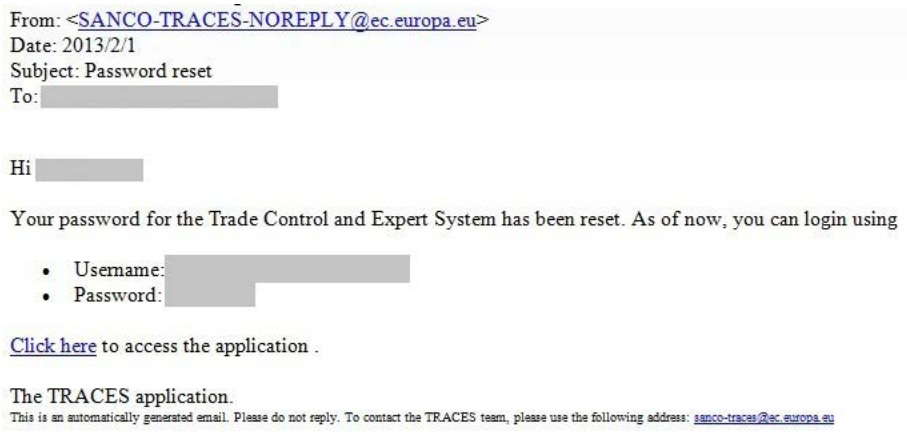 From: <SANCO-TRACES-NOREPLY@ec.europa.eu>
Date: 2013/2/1
Subject: Password reset
To:
Hi
Your password for the Trade Control and Expert System has been reset. As of now, you can login using
• Username:
• Password:
Click here to access the application .
The TRACES application.
This is an automatically generated email. Please do not reply. To contact the TRACES team, please use the following address: sanco-traces@ec.europa.eu